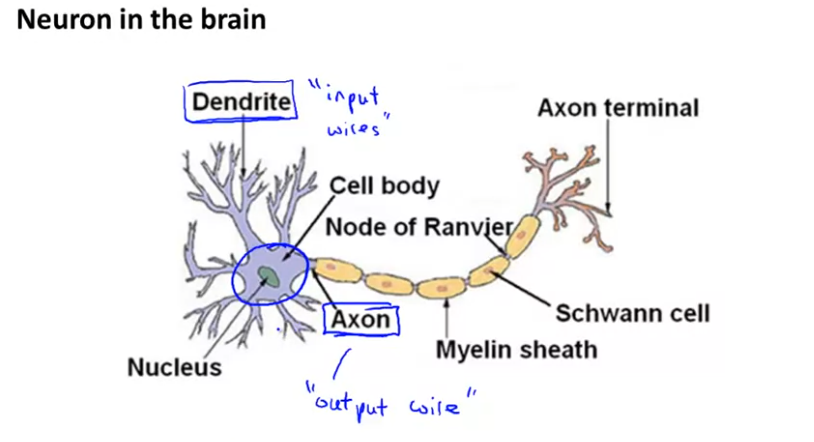 Neuron in the brain
Dendrite
"input
wires"
Axon terminal
Cell body
Node of Ranvier
Axon
Schwann cell
Myelin sheath
Nucleus
"output wire"